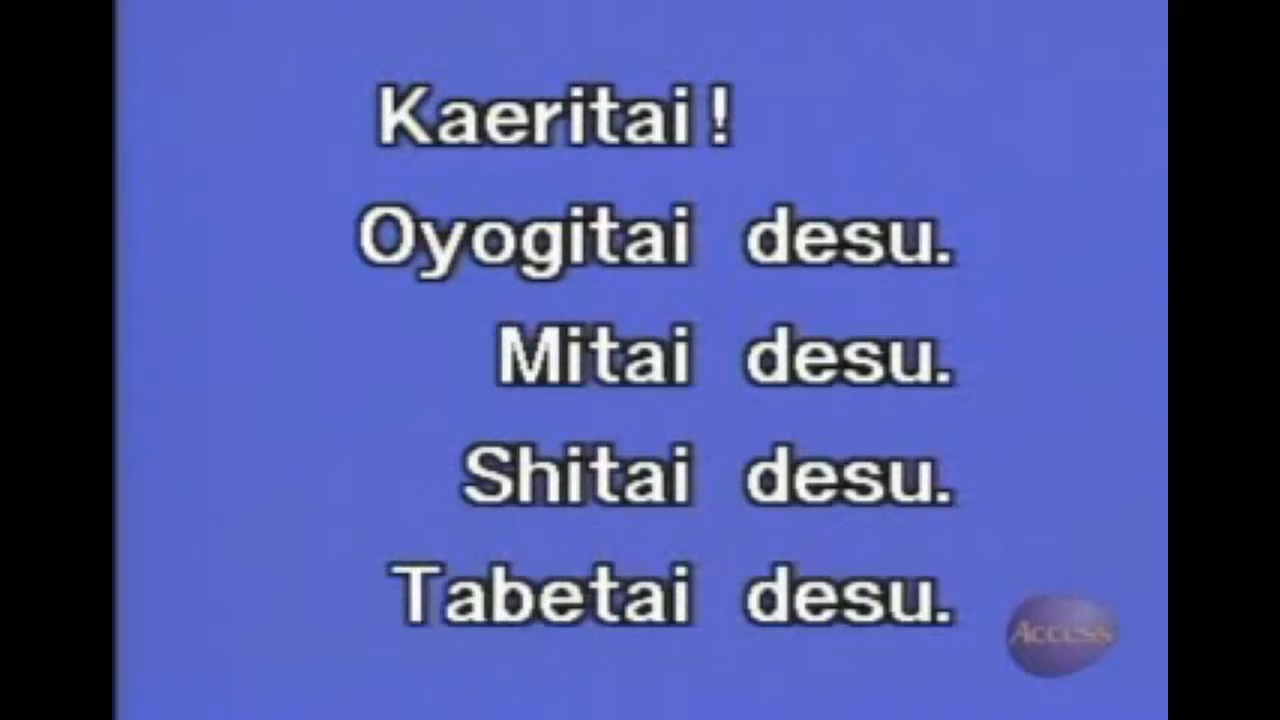 Kaeritai!
Oyogitai desu.
Mitai desu.
Shitai desu.
Tabetai desu.
Access